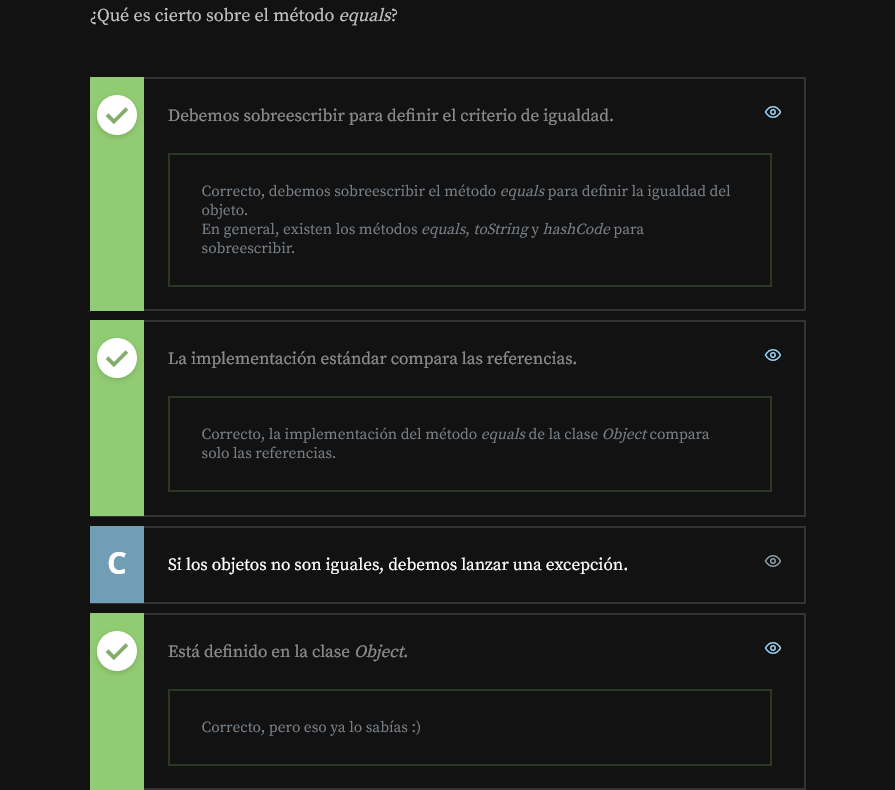 ¿Qué es cierto sobre el método equals?
Debemos sobreescribir para definir el criterio de igualdad.
Correcto, debemos sobreescribir el método equals para definir la igualdad del
objeto.
En general, existen los métodos equals, toString y hashCode para
sobreescribir.
La implementación estándar compara las referencias.
Correcto, la implementación del método equals de la clase Object compara
solo las referencias.
C
Si los objetos no son iguales, debemos lanzar una excepción.
Está definido en la clase Object.
Correcto, pero eso ya lo sabías :)